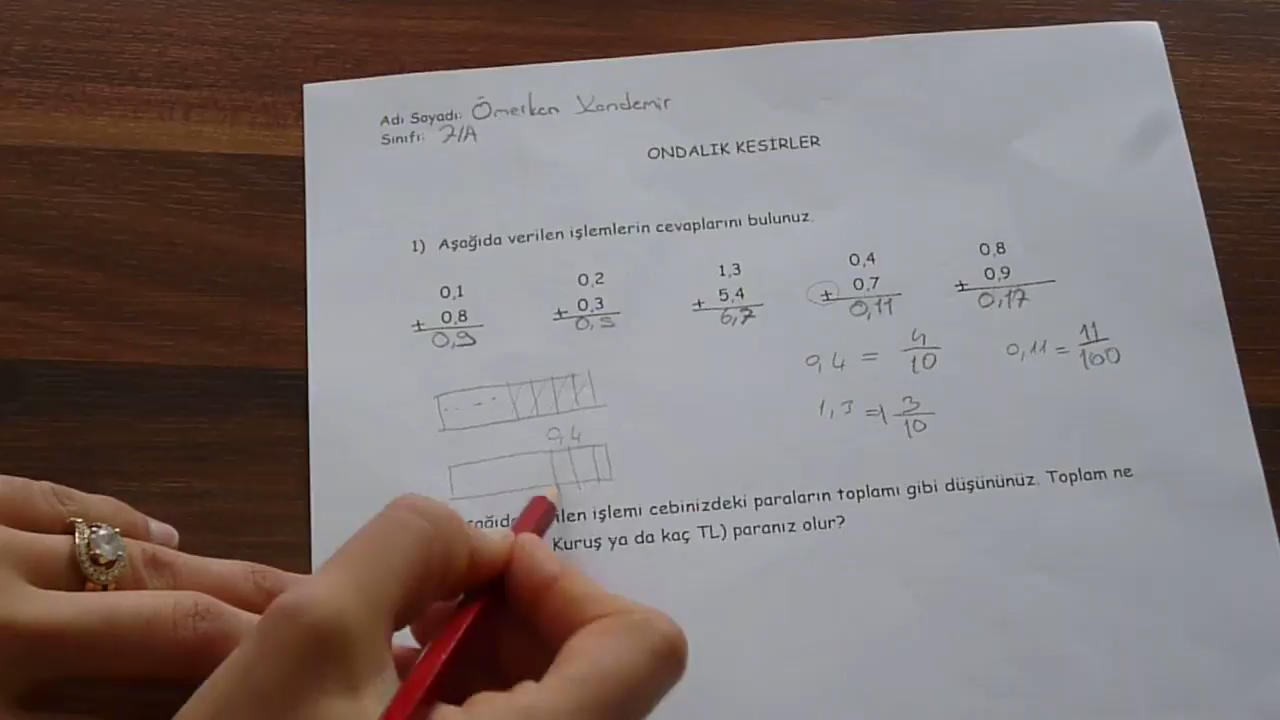 Adı Soyadı: Ömerkan Kandemir
Sınıfı: 7/A
ONDALIK KESİRLER
1) Aşağıda verilen işlemlerin cevaplarını bulunuz.
0,1 0,2 1,3 0,4 0,8
+ 0,8 + 0,3 + 5,4 + 0,7 + 0,9
0,9 0,5 6,7 0,11 0,17
0,4 = 4/10 0,11 = 11/100
1,3 = 1 3/10
0,4
işlemi cebinizdeki paraların toplamı gibi düşününüz. Toplam ne
Kuruş ya da kaç TL) paranız olur?